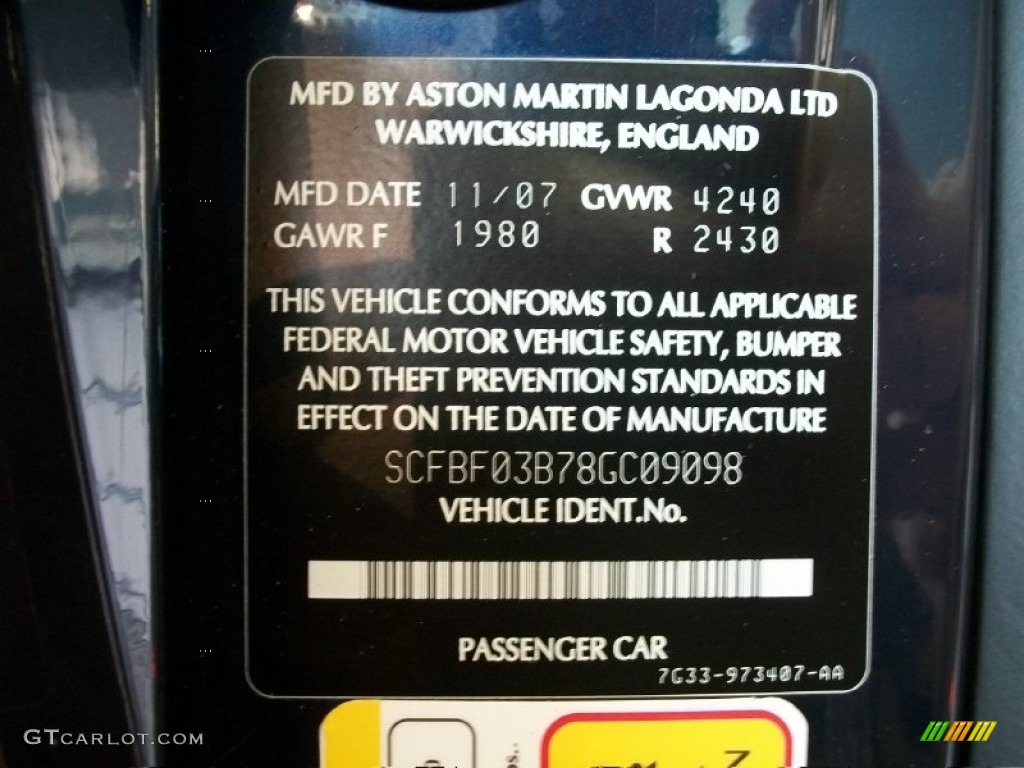 MFD BY ASTON MARTIN LAGONDA LTD
WARWICKSHIRE, ENGLAND
MFD DATE 11/07 GVWR 4240
GAWR F 1980 R 2430
THIS VEHICLE CONFORMS TO ALL APPLICABLE
FEDERAL MOTOR VEHICLE SAFETY, BUMPER
AND THEFT PREVENTION STANDARDS IN
EFFECT ON THE DATE OF MANUFACTURE
SCFBF03B78GC09098
VEHICLE IDENT.No.
PASSENGER CAR
7G33-973407-AA
GTCARLOT.COM